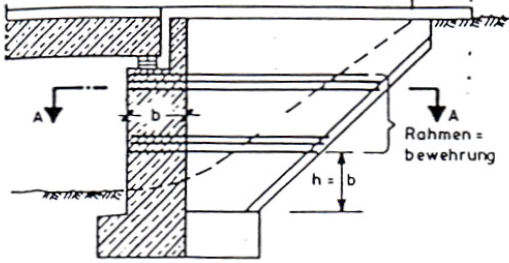 A
b
A
Rahmen =
bewehrung
h = b